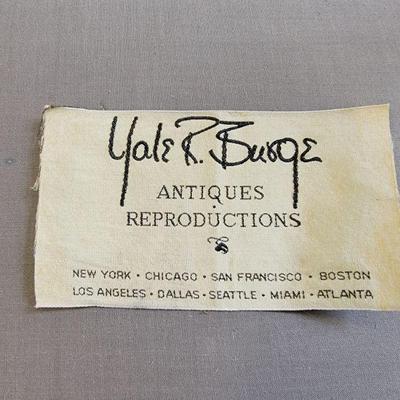 Yale R. Burge
ANTIQUES
REPRODUCTIONS
NEW YORK · CHICAGO · SAN FRANCISCO · BOSTON
LOS ANGELES · DALLAS · SEATTLE · MIAMI · ATLANTA